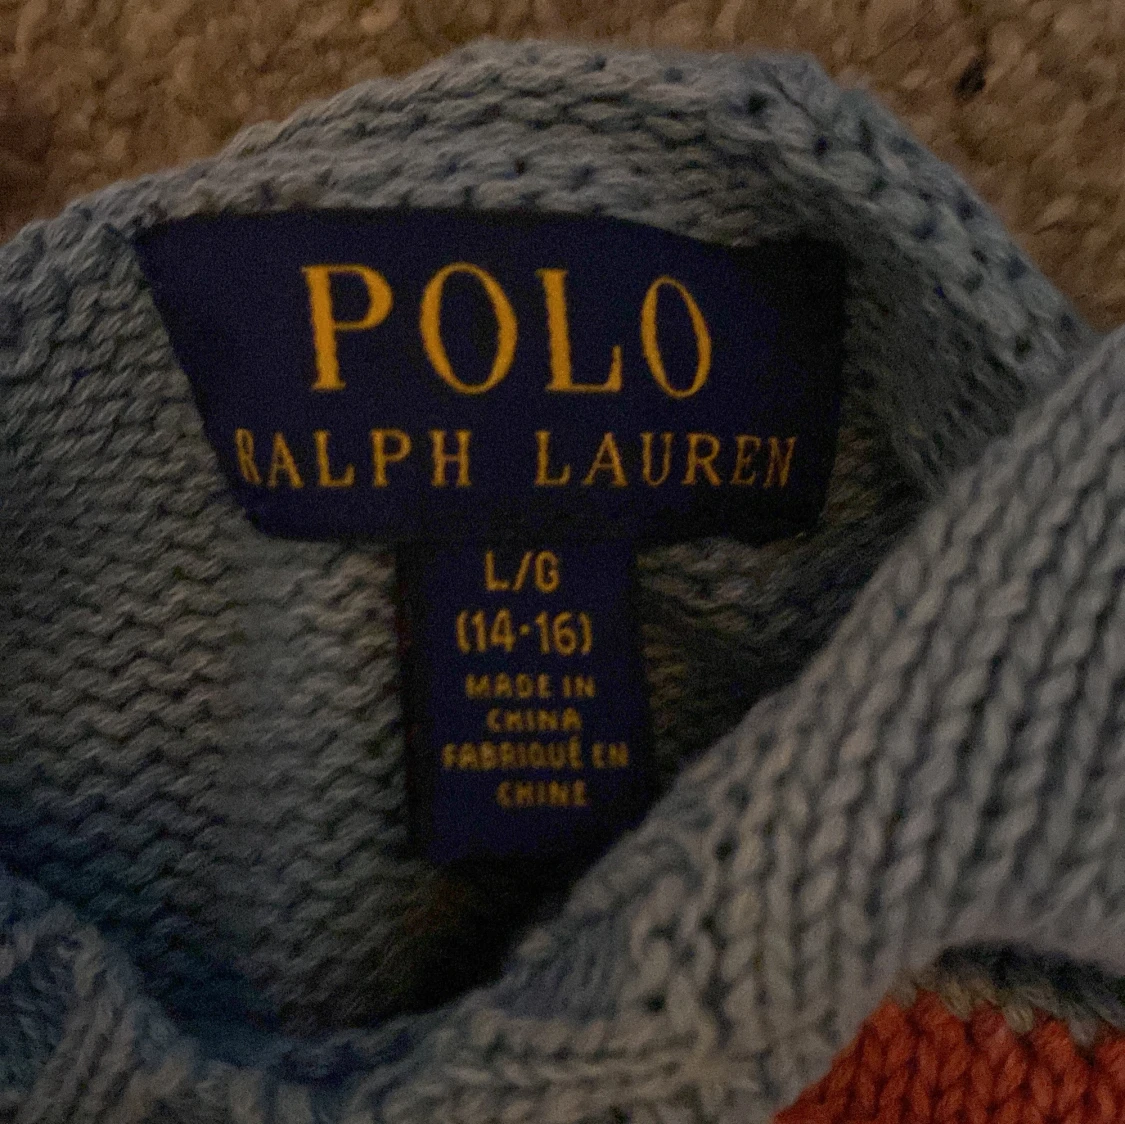 POLO
RALPH LAUREN
L/G
(14·16)
MADE IN
CHINA
FABRIQUÉ EN
CHINE